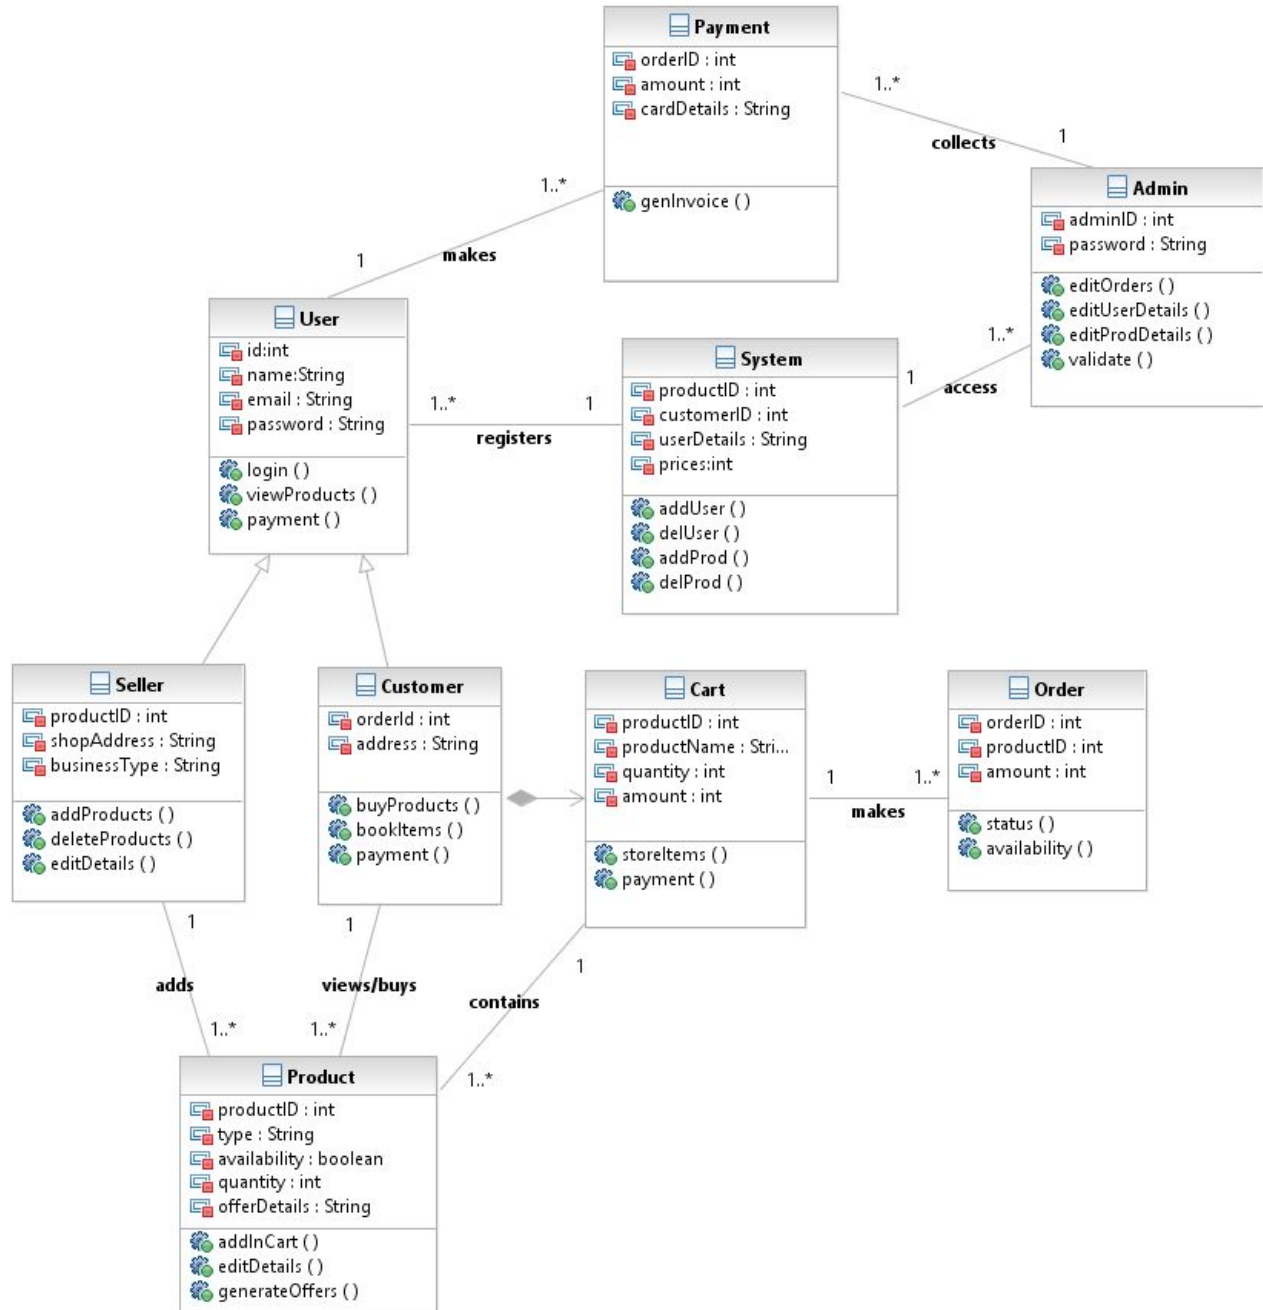 Payment
orderID : int
amount : int
cardDetails : String
genInvoice ( )
1..*
collects
1
Admin
adminID : int
password : String
editOrders ( )
editUserDetails ( )
editProdDetails ( )
validate ( )
1..*
makes
1
User
id:int
name:String
email : String
password : String
login ( )
viewProducts ( )
payment ( )
1..*
registers
1
System
productID : int
customerID : int
userDetails : String
prices:int
addUser ( )
delUser ( )
addProd ( )
delProd ( )
1
access
1..*
Seller
productID : int
shopAddress : String
businessType : String
addProducts ( )
deleteProducts ( )
editDetails ( )
Customer
orderId : int
address : String
buyProducts ( )
bookItems ( )
payment ( )
Cart
productID : int
productName : Stri...
quantity : int
amount : int
storeItems ( )
payment ( )
1
makes
1..*
Order
orderID : int
productID : int
amount : int
status ( )
availability ( )
1
adds
1..*
1
views/buys
1..*
1
contains
1..*
Product
productID : int
type : String
availability : boolean
quantity : int
offerDetails : String
addInCart ( )
editDetails ( )
generateOffers ( )